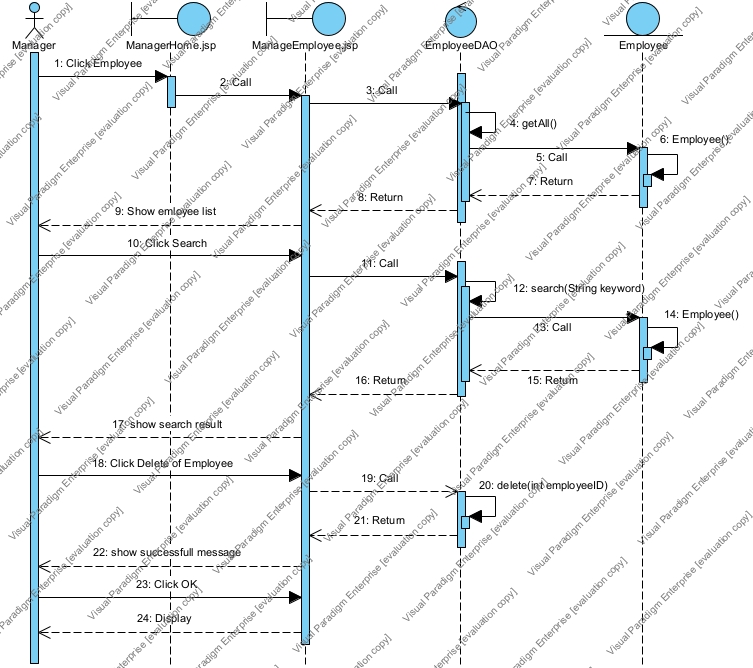 Manager
ManagerHome.jsp
ManageEmployee.jsp
EmployeeDAO
Employee
1: Click Employee
2: Call
3: Call
4: getAll()
5: Call
6: Employee()
7: Return
8: Return
9: Show emloyee list
10: Click Search
11: Call
12: search(String keyword)
13: Call
14: Employee()
15: Return
16: Return
17: show search result
18: Click Delete of Employee
19: Call
20: delete(int employeeID)
21: Return
22: show successfull message
23: Click OK
24: Display
Visual Paradigm Enterprise [evaluation copy]